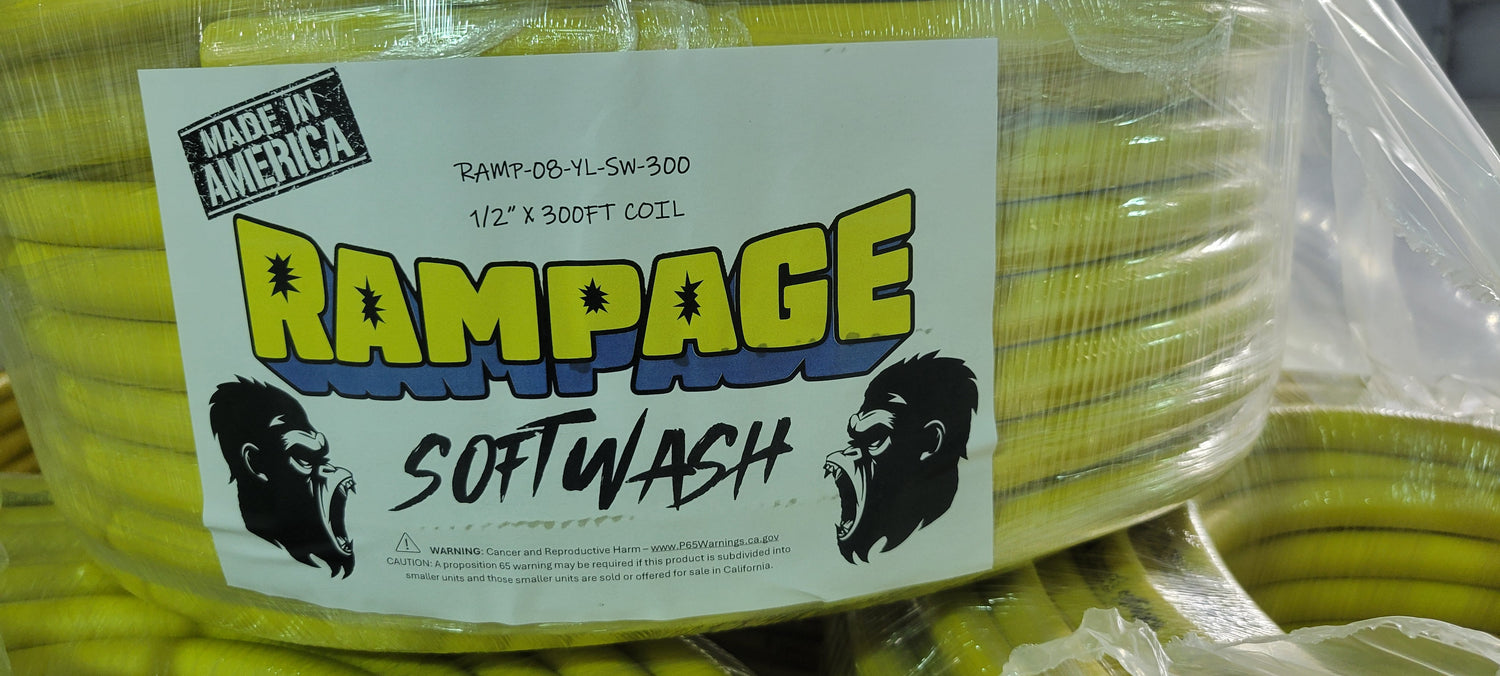 MADE IN
AMERICA
RAMP-08-YL-SW-300
1/2" X 300FT COIL
RAMPAGE
SOFTWASH
WARNING: Cancer and Reproductive Harm – www.P65Warnings.ca.gov
CAUTION: A proposition 65 warning may be required if this product is subdivided into
smaller units and those smaller units are sold or offered for sale in California.